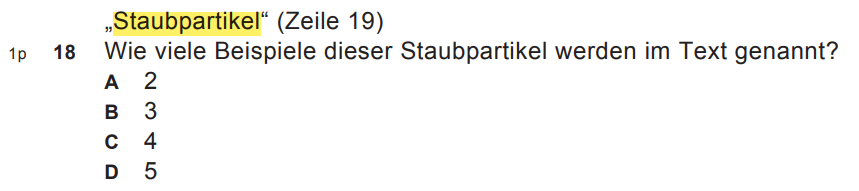 „Staubpartikel“ (Zeile 19)
1p 18 Wie viele Beispiele dieser Staubpartikel werden im Text genannt?
A 2
B 3
C 4
D 5